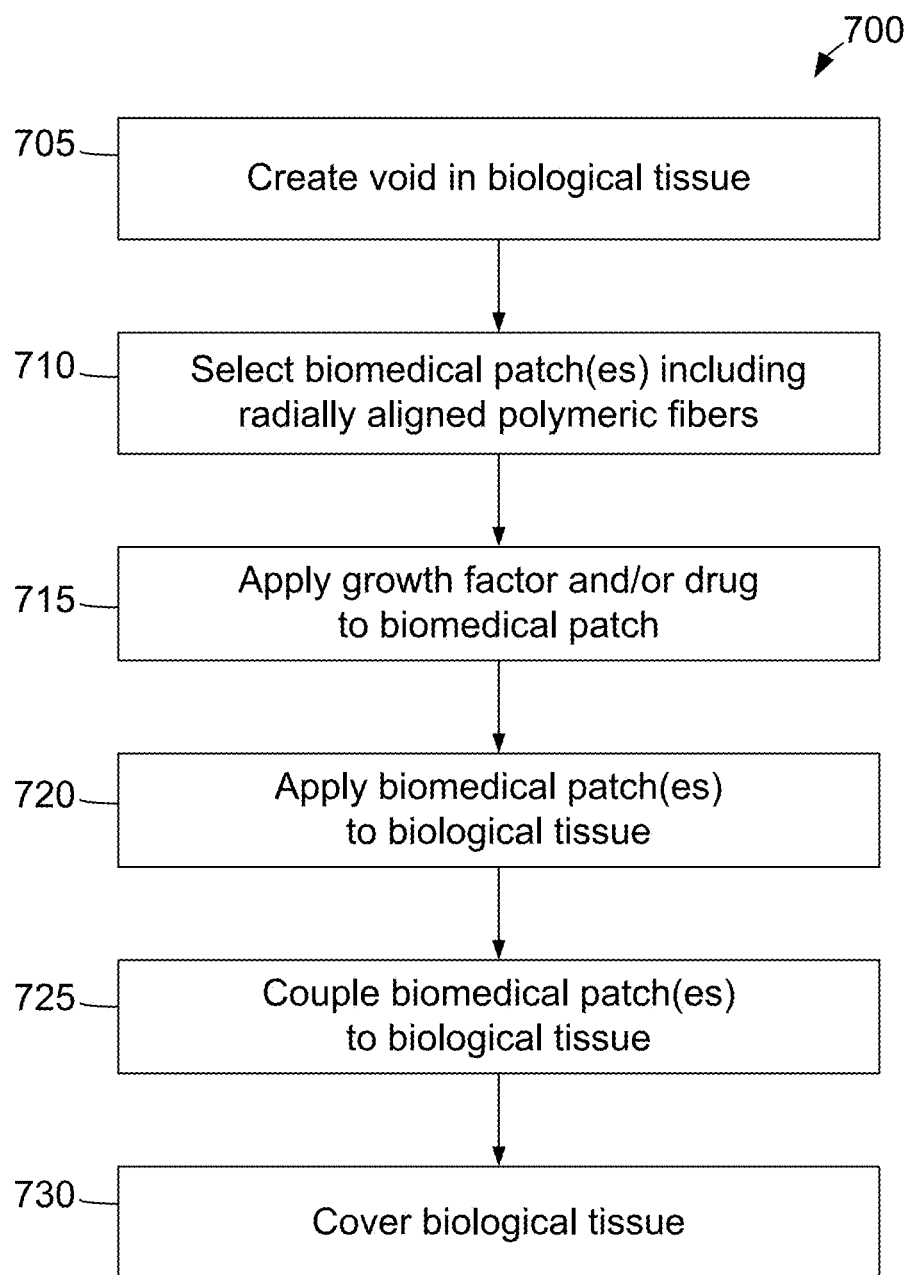 700
705
Create void in biological tissue
710
Select biomedical patch(es) including
radially aligned polymeric fibers
715
Apply growth factor and/or drug
to biomedical patch
720
Apply biomedical patch(es)
to biological tissue
725
Couple biomedical patch(es)
to biological tissue
730
Cover biological tissue